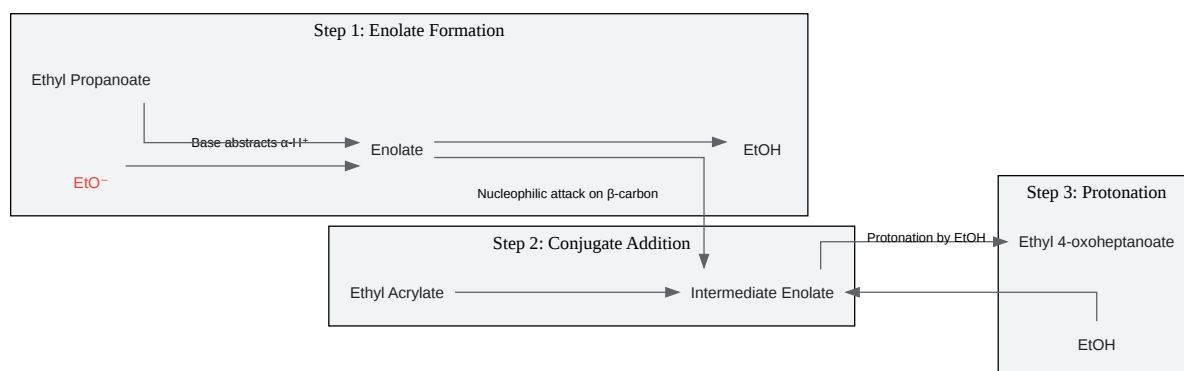 Step 1: Enolate Formation
Ethyl Propanoate
Base abstracts α-H⁺
Enolate
EtOH
EtO⁻
Nucleophilic attack on β-carbon
Step 2: Conjugate Addition
Ethyl Acrylate
Intermediate Enolate
Protonation by EtOH
Step 3: Protonation
Ethyl 4-oxoheptanoate
EtOH